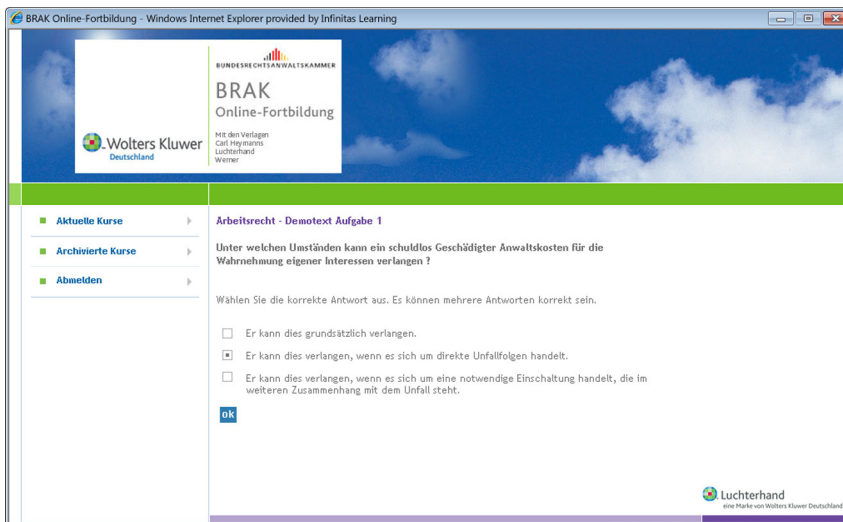 BRAK Online-Fortbildung - Windows Internet Explorer provided by Infinitas Learning
BUNDESRECHTSANWALTSKAMMER
BRAK
Online-Fortbildung
Mit den Verlagen
Carl Heymanns
Luchterhand
Werner
Wolters Kluwer
Deutschland
Aktuelle Kurse
Archivierte Kurse
Abmelden
Arbeitsrecht - Demotext Aufgabe 1
Unter welchen Umständen kann ein schuldlos Geschädigter Anwaltskosten für die
Wahrnehmung eigener Interessen verlangen ?
Wählen Sie die korrekte Antwort aus. Es können mehrere Antworten korrekt sein.
Er kann dies grundsätzlich verlangen.
Er kann dies verlangen, wenn es sich um direkte Unfallfolgen handelt.
Er kann dies verlangen, wenn es sich um eine notwendige Einschaltung handelt, die im
weiteren Zusammenhang mit dem Unfall steht.
ok
Luchterhand
eine Marke von Wolters Kluwer Deutschland